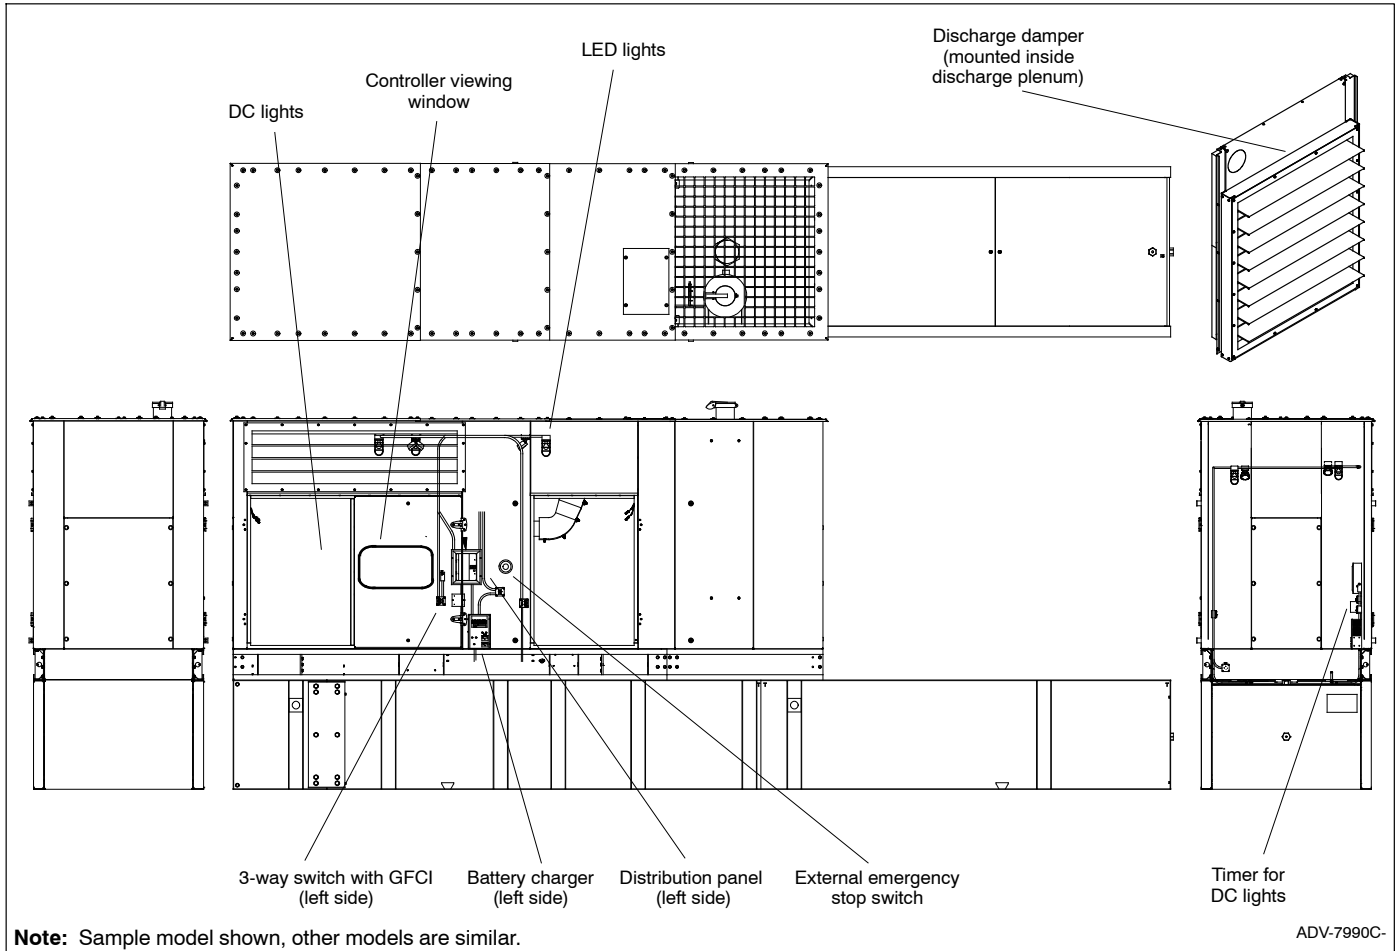 Discharge damper
(mounted inside
discharge plenum)
LED lights
Controller viewing
window
DC lights
3-way switch with GFCI
(left side)
Battery charger
(left side)
Distribution panel
(left side)
External emergency
stop switch
Timer for
DC lights
Note: Sample model shown, other models are similar.
ADV-7990C-